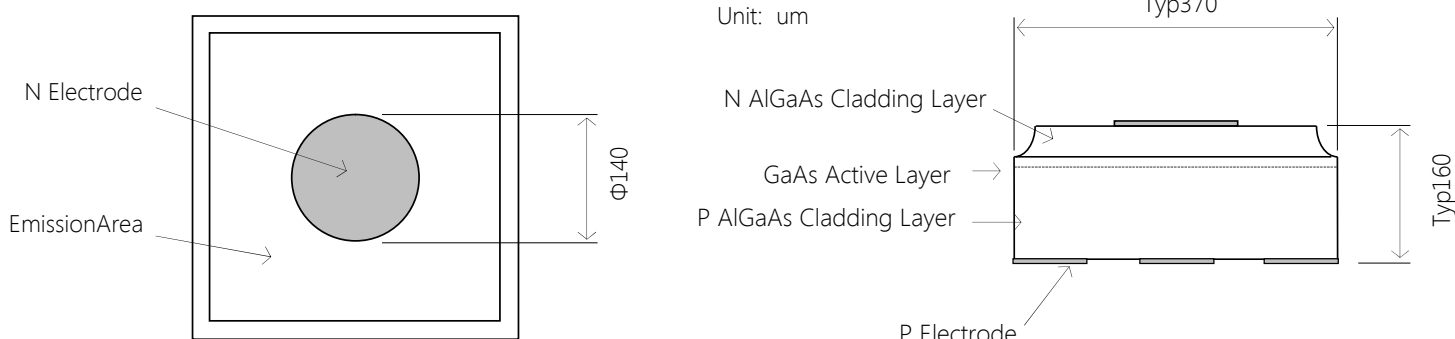 Unit: um
Typ370
N Electrode
N AlGaAs Cladding Layer
Φ140
GaAs Active Layer
Typ160
EmissionArea
P AlGaAs Cladding Layer
P Electrode